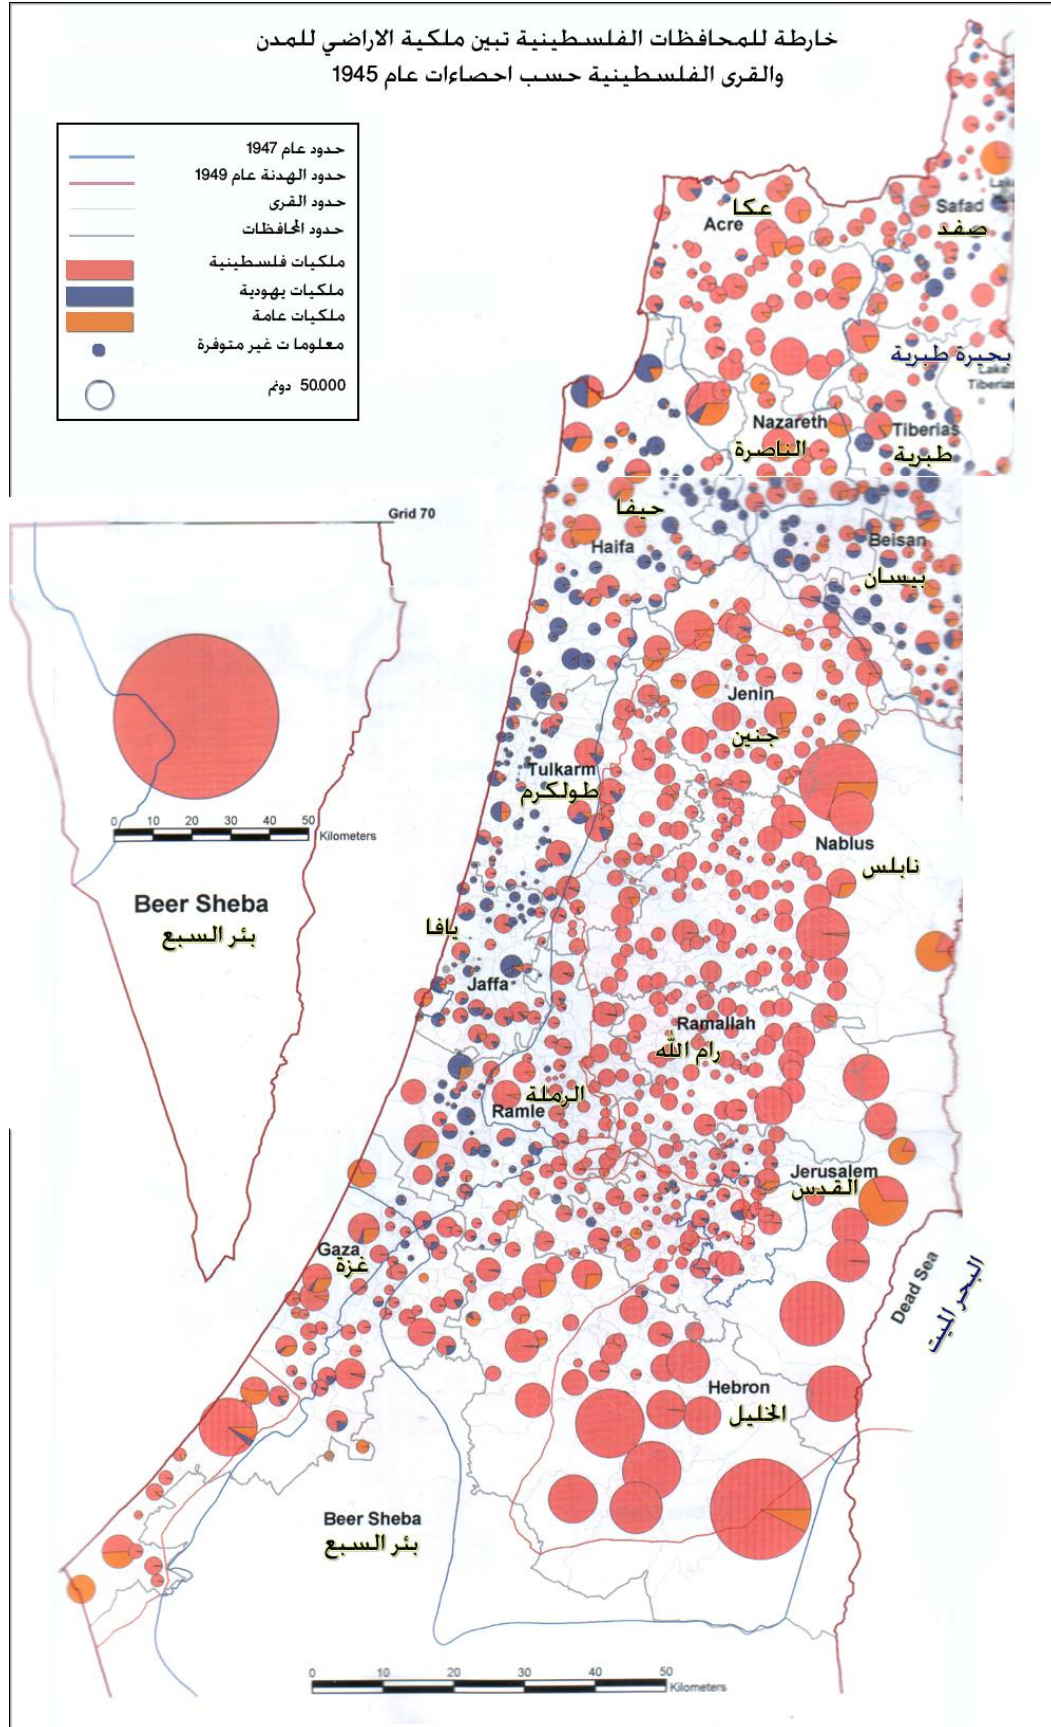 خارطة للمحافظات الفلسطينية تبين ملكية الاراضي للمدن
والقرى الفلسطينية حسب احصاءات عام 1945
حدود عام 1947
حدود الهدنة عام 1949
حدود القرى
حدود المحافظات
ملكيات فلسطينية
ملكيات يهودية
ملكيات عامة
معلومات غير متوفرة
50.000 دونم
عكا
Acre
Safad
صفد
بحيرة طبرية
Lake
Tiberias
Nazareth
الناصرة
Tiberias
طبرية
حيفا
Haifa
Beisan
بيسان
Grid 70
Jenin
جنين
Tulkarm
طولكرم
Nablus
نابلس
0 10 20 30 40 50
Kilometers
Beer Sheba
بئر السبع
يافا
Jaffa
Ramallah
رام الله
الرملة
Ramle
Jerusalem
القدس
Gaza
غزة
Dead Sea
البحر الميت
Hebron
الخليل
Beer Sheba
بئر السبع
0 10 20 30 40 50
Kilometers